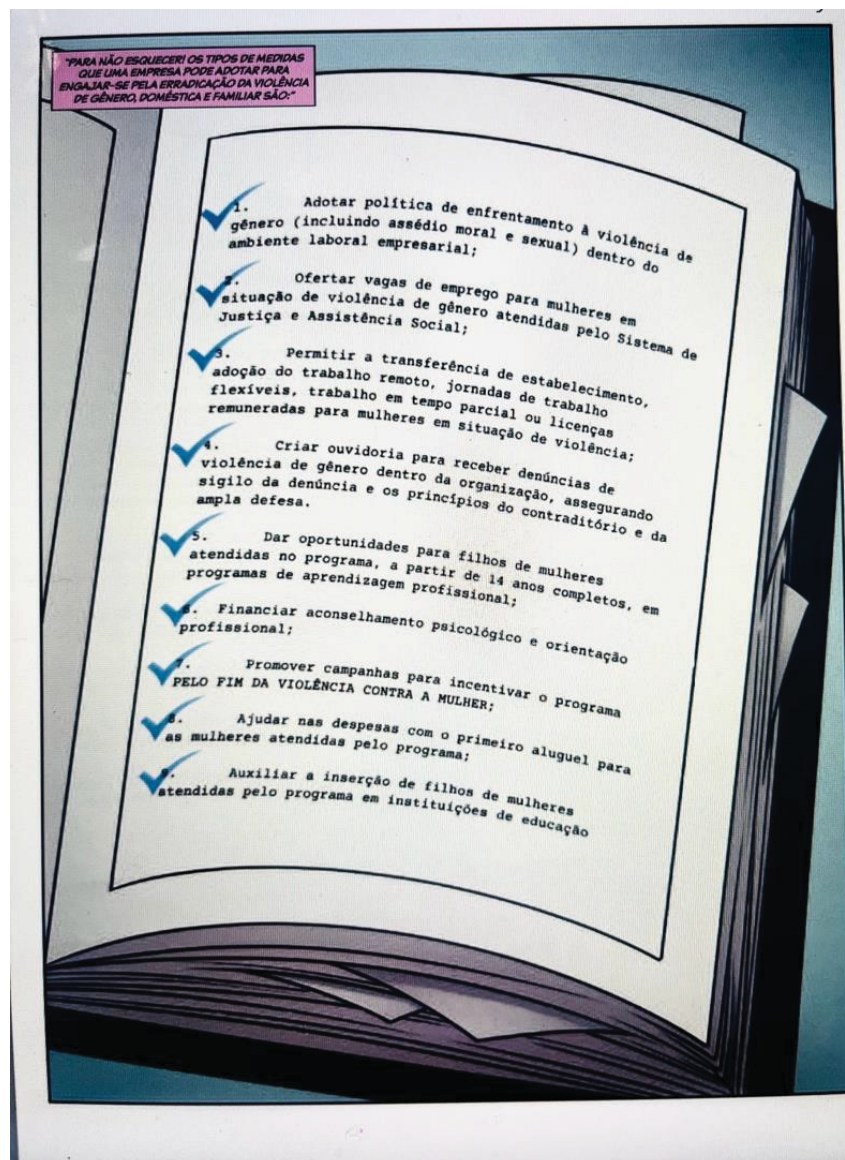 "PARA NÃO ESQUECER! OS TIPOS DE MEDIDAS
QUE UMA EMPRESA PODE ADOTAR PARA
ENGAJAR-SE PELA ERRADICAÇÃO DA VIOLÊNCIA
DE GÊNERO, DOMÉSTICA E FAMILIAR SÃO:"
1. Adotar política de enfrentamento à violência de
gênero (incluindo assédio moral e sexual) dentro do
ambiente laboral empresarial;
2. Ofertar vagas de emprego para mulheres em
situação de violência de gênero atendidas pelo Sistema de
Justiça e Assistência Social;
3. Permitir a transferência de estabelecimento,
adoção do trabalho remoto, jornadas de trabalho
flexíveis, trabalho em tempo parcial ou licenças
remuneradas para mulheres em situação de violência;
4. Criar ouvidoria para receber denúncias de
violência de gênero dentro da organização, assegurando
sigilo da denúncia e os princípios do contraditório e da
ampla defesa.
5. Dar oportunidades para filhos de mulheres
atendidas no programa, a partir de 14 anos completos, em
programas de aprendizagem profissional;
6. Financiar aconselhamento psicológico e orientação
profissional;
7. Promover campanhas para incentivar o programa
PELO FIM DA VIOLÊNCIA CONTRA A MULHER;
8. Ajudar nas despesas com o primeiro aluguel para
as mulheres atendidas pelo programa;
9. Auxiliar a inserção de filhos de mulheres
atendidas pelo programa em instituições de educação